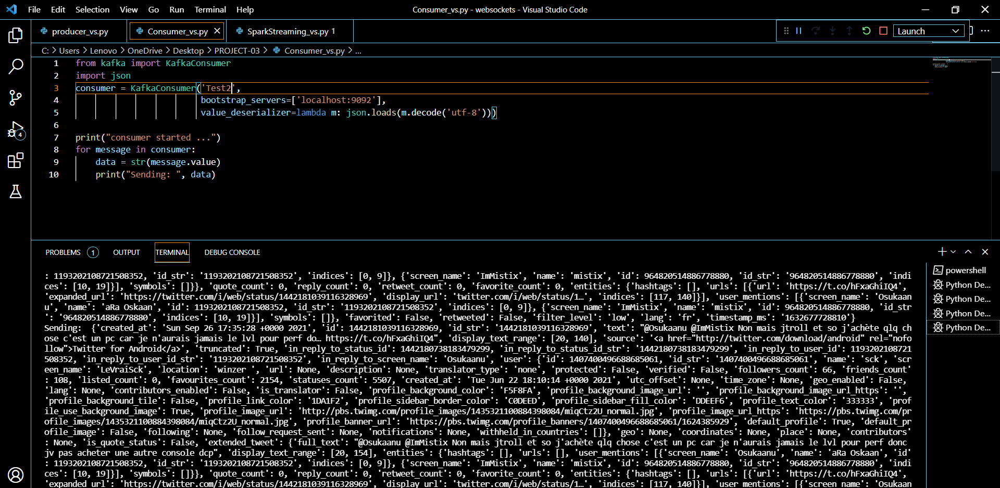 File Edit Selection View Go Run Terminal Help
Consumer_vs.py - websockets - Visual Studio Code
producer_vs.py
Consumer_vs.py
SparkStreaming_vs.py 1
Launch
C: > Users > Lenovo > OneDrive > Desktop > PROJECT-03 > Consumer_vs.py > ...
1 from kafka import KafkaConsumer
2 import json
3 consumer = KafkaConsumer('Test2',
4 bootstrap_servers=['localhost:9092'],
5 value_deserializer=lambda m: json.loads(m.decode('utf-8')))
6
7 print("consumer started ...")
8 for message in consumer:
9 data = str(message.value)
10 print("Sending: ", data)
4
PROBLEMS 1 OUTPUT TERMINAL DEBUG CONSOLE
: 1193202108721508352, 'id_str': '1193202108721508352', 'indices': [0, 9]}, {'screen_name': 'ImMistix', 'name': 'mistix', 'id': 964820514886778880, 'id_str': '964820514886778880', 'indi
ces': [10, 19]}], 'symbols': []}}, 'quote_count': 0, 'reply_count': 0, 'retweet_count': 0, 'favorite_count': 0, 'entities': {'hashtags': [], 'urls': [{'url': 'https://t.co/hFxaGhiIQ4',
'expanded_url': 'https://twitter.com/i/web/status/1442181039116328969', 'display_url': 'twitter.com/i/web/status/1…', 'indices': [117, 140]}], 'user_mentions': [{'screen_name': 'Osukaan
u', 'name': 'aRa Oskaan', 'id': 1193202108721508352, 'id_str': '1193202108721508352', 'indices': [0, 9]}, {'screen_name': 'ImMistix', 'name': 'mistix', 'id': 964820514886778880, 'id_str
': '964820514886778880', 'indices': [10, 19]}], 'symbols': []}, 'favorited': False, 'retweeted': False, 'filter_level': 'low', 'lang': 'fr', 'timestamp_ms': '1632677728810'}
Sending:  {'created_at': 'Sun Sep 26 17:35:28 +0000 2021', 'id': 1442181039116328969, 'id_str': '1442181039116328969', 'text': "@Osukaanu @ImMistix Non mais jtroll et so j'achète qlq ch
ose c'est un pc car je n'aurais jamais le lvl pour perf do… https://t.co/hFxaGhiIQ4", 'display_text_range': [20, 140], 'source': '<a href="http://twitter.com/download/android" rel="nofo
llow">Twitter for Android</a>', 'truncated': True, 'in_reply_to_status_id': 1442180738183479299, 'in_reply_to_status_id_str': '1442180738183479299', 'in_reply_to_user_id': 1193202108721
508352, 'in_reply_to_user_id_str': '1193202108721508352', 'in_reply_to_screen_name': 'Osukaanu', 'user': {'id': 1407400496688685061, 'id_str': '1407400496688685061', 'name': 'sck', 'scr
een_name': 'LeVraiSck', 'location': 'winzer ', 'url': None, 'description': None, 'translator_type': 'none', 'protected': False, 'verified': False, 'followers_count': 66, 'friends_count'
: 108, 'listed_count': 0, 'favourites_count': 2154, 'statuses_count': 5507, 'created_at': 'Tue Jun 22 18:10:14 +0000 2021', 'utc_offset': None, 'time_zone': None, 'geo_enabled': False,
'lang': None, 'contributors_enabled': False, 'is_translator': False, 'profile_background_color': 'F5F8FA', 'profile_background_image_url': '', 'profile_background_image_url_https': '',
'profile_background_tile': False, 'profile_link_color': '1DA1F2', 'profile_sidebar_border_color': 'C0DEED', 'profile_sidebar_fill_color': 'DDEEF6', 'profile_text_color': '333333', 'prof
ile_use_background_image': True, 'profile_image_url': 'http://pbs.twimg.com/profile_images/1435321100884398084/miqCtz2U_normal.jpg', 'profile_image_url_https': 'https://pbs.twimg.com/pr
ofile_images/1435321100884398084/miqCtz2U_normal.jpg', 'profile_banner_url': 'https://pbs.twimg.com/profile_banners/1407400496688685061/1624385929', 'default_profile': True, 'default_pr
ofile_image': False, 'following': None, 'follow_request_sent': None, 'notifications': None, 'withheld_in_countries': []}, 'geo': None, 'coordinates': None, 'place': None, 'contributors'
: None, 'is_quote_status': False, 'extended_tweet': {'full_text': "@Osukaanu @ImMistix Non mais jtroll et so j'achète qlq chose c'est un pc car je n'aurais jamais le lvl pour perf donc
jv pas acheter une autre console dcp", 'display_text_range': [20, 154], 'entities': {'hashtags': [], 'urls': [], 'user_mentions': [{'screen_name': 'Osukaanu', 'name': 'aRa Oskaan', 'id'
: 1193202108721508352, 'id_str': '1193202108721508352', 'indices': [0, 9]}, {'screen_name': 'ImMistix', 'name': 'mistix', 'id': 964820514886778880, 'id_str': '964820514886778880', 'indi
ces': [10, 19]}], 'symbols': []}}, 'quote_count': 0, 'reply_count': 0, 'retweet_count': 0, 'favorite_count': 0, 'entities': {'hashtags': [], 'urls': [{'url': 'https://t.co/hFxaGhiIQ4',
'expanded_url': 'https://twitter.com/i/web/status/1442181039116328969', 'display_url': 'twitter.com/i/web/status/1…', 'indices': [117, 140]}], 'user_mentions': [{'screen_name': 'Osukaan
powershell
Python De...
Python De...
Python De...
Python De...